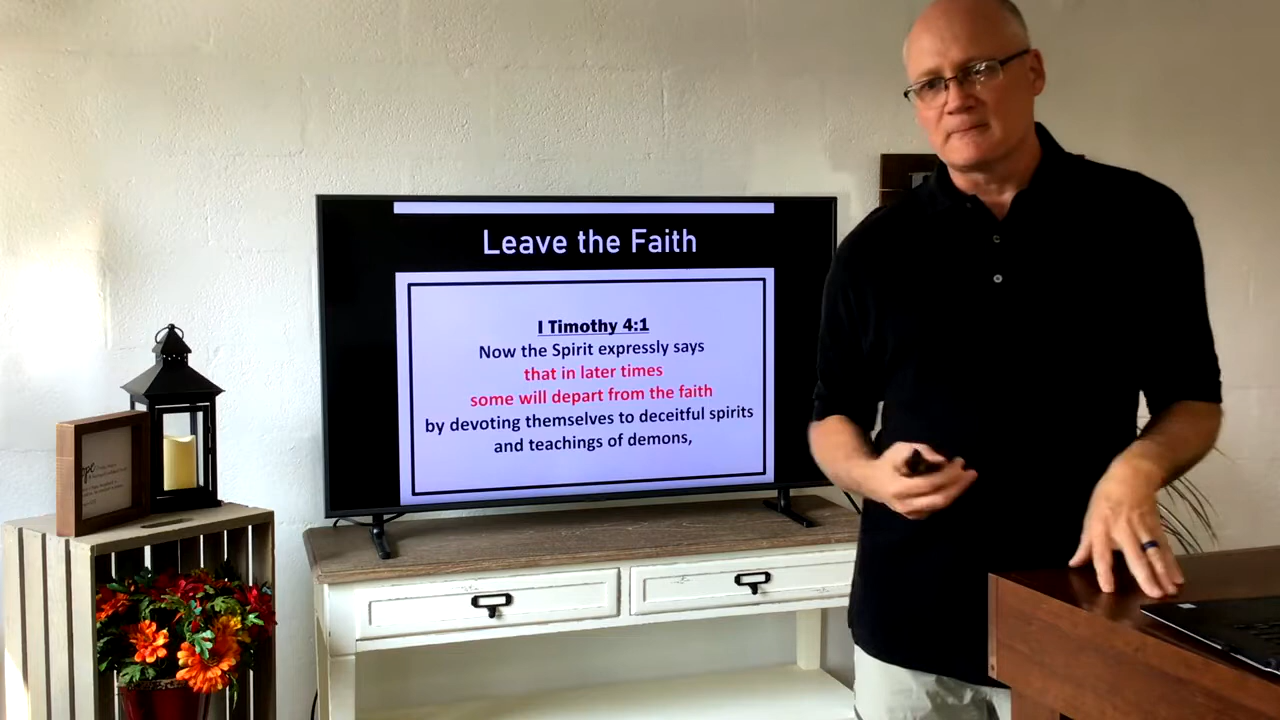 Leave the Faith
I Timothy 4:1
Now the Spirit expressly says
that in later times
some will depart from the faith
by devoting themselves to deceitful spirits
and teachings of demons,